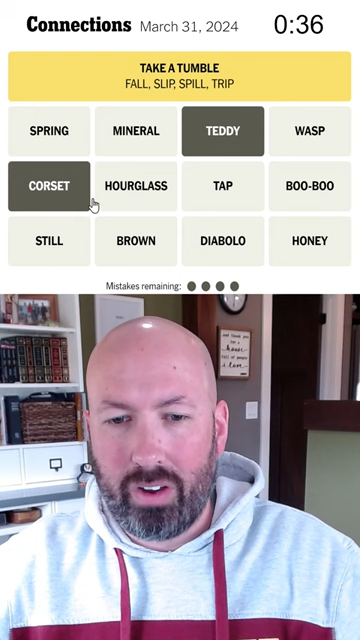 Connections March 31, 2024 0:36
TAKE A TUMBLE
FALL, SLIP, SPILL, TRIP
SPRING MINERAL TEDDY WASP
CORSET HOURGLASS TAP BOO-BOO
STILL BROWN DIABOLO HONEY
Mistakes remaining: